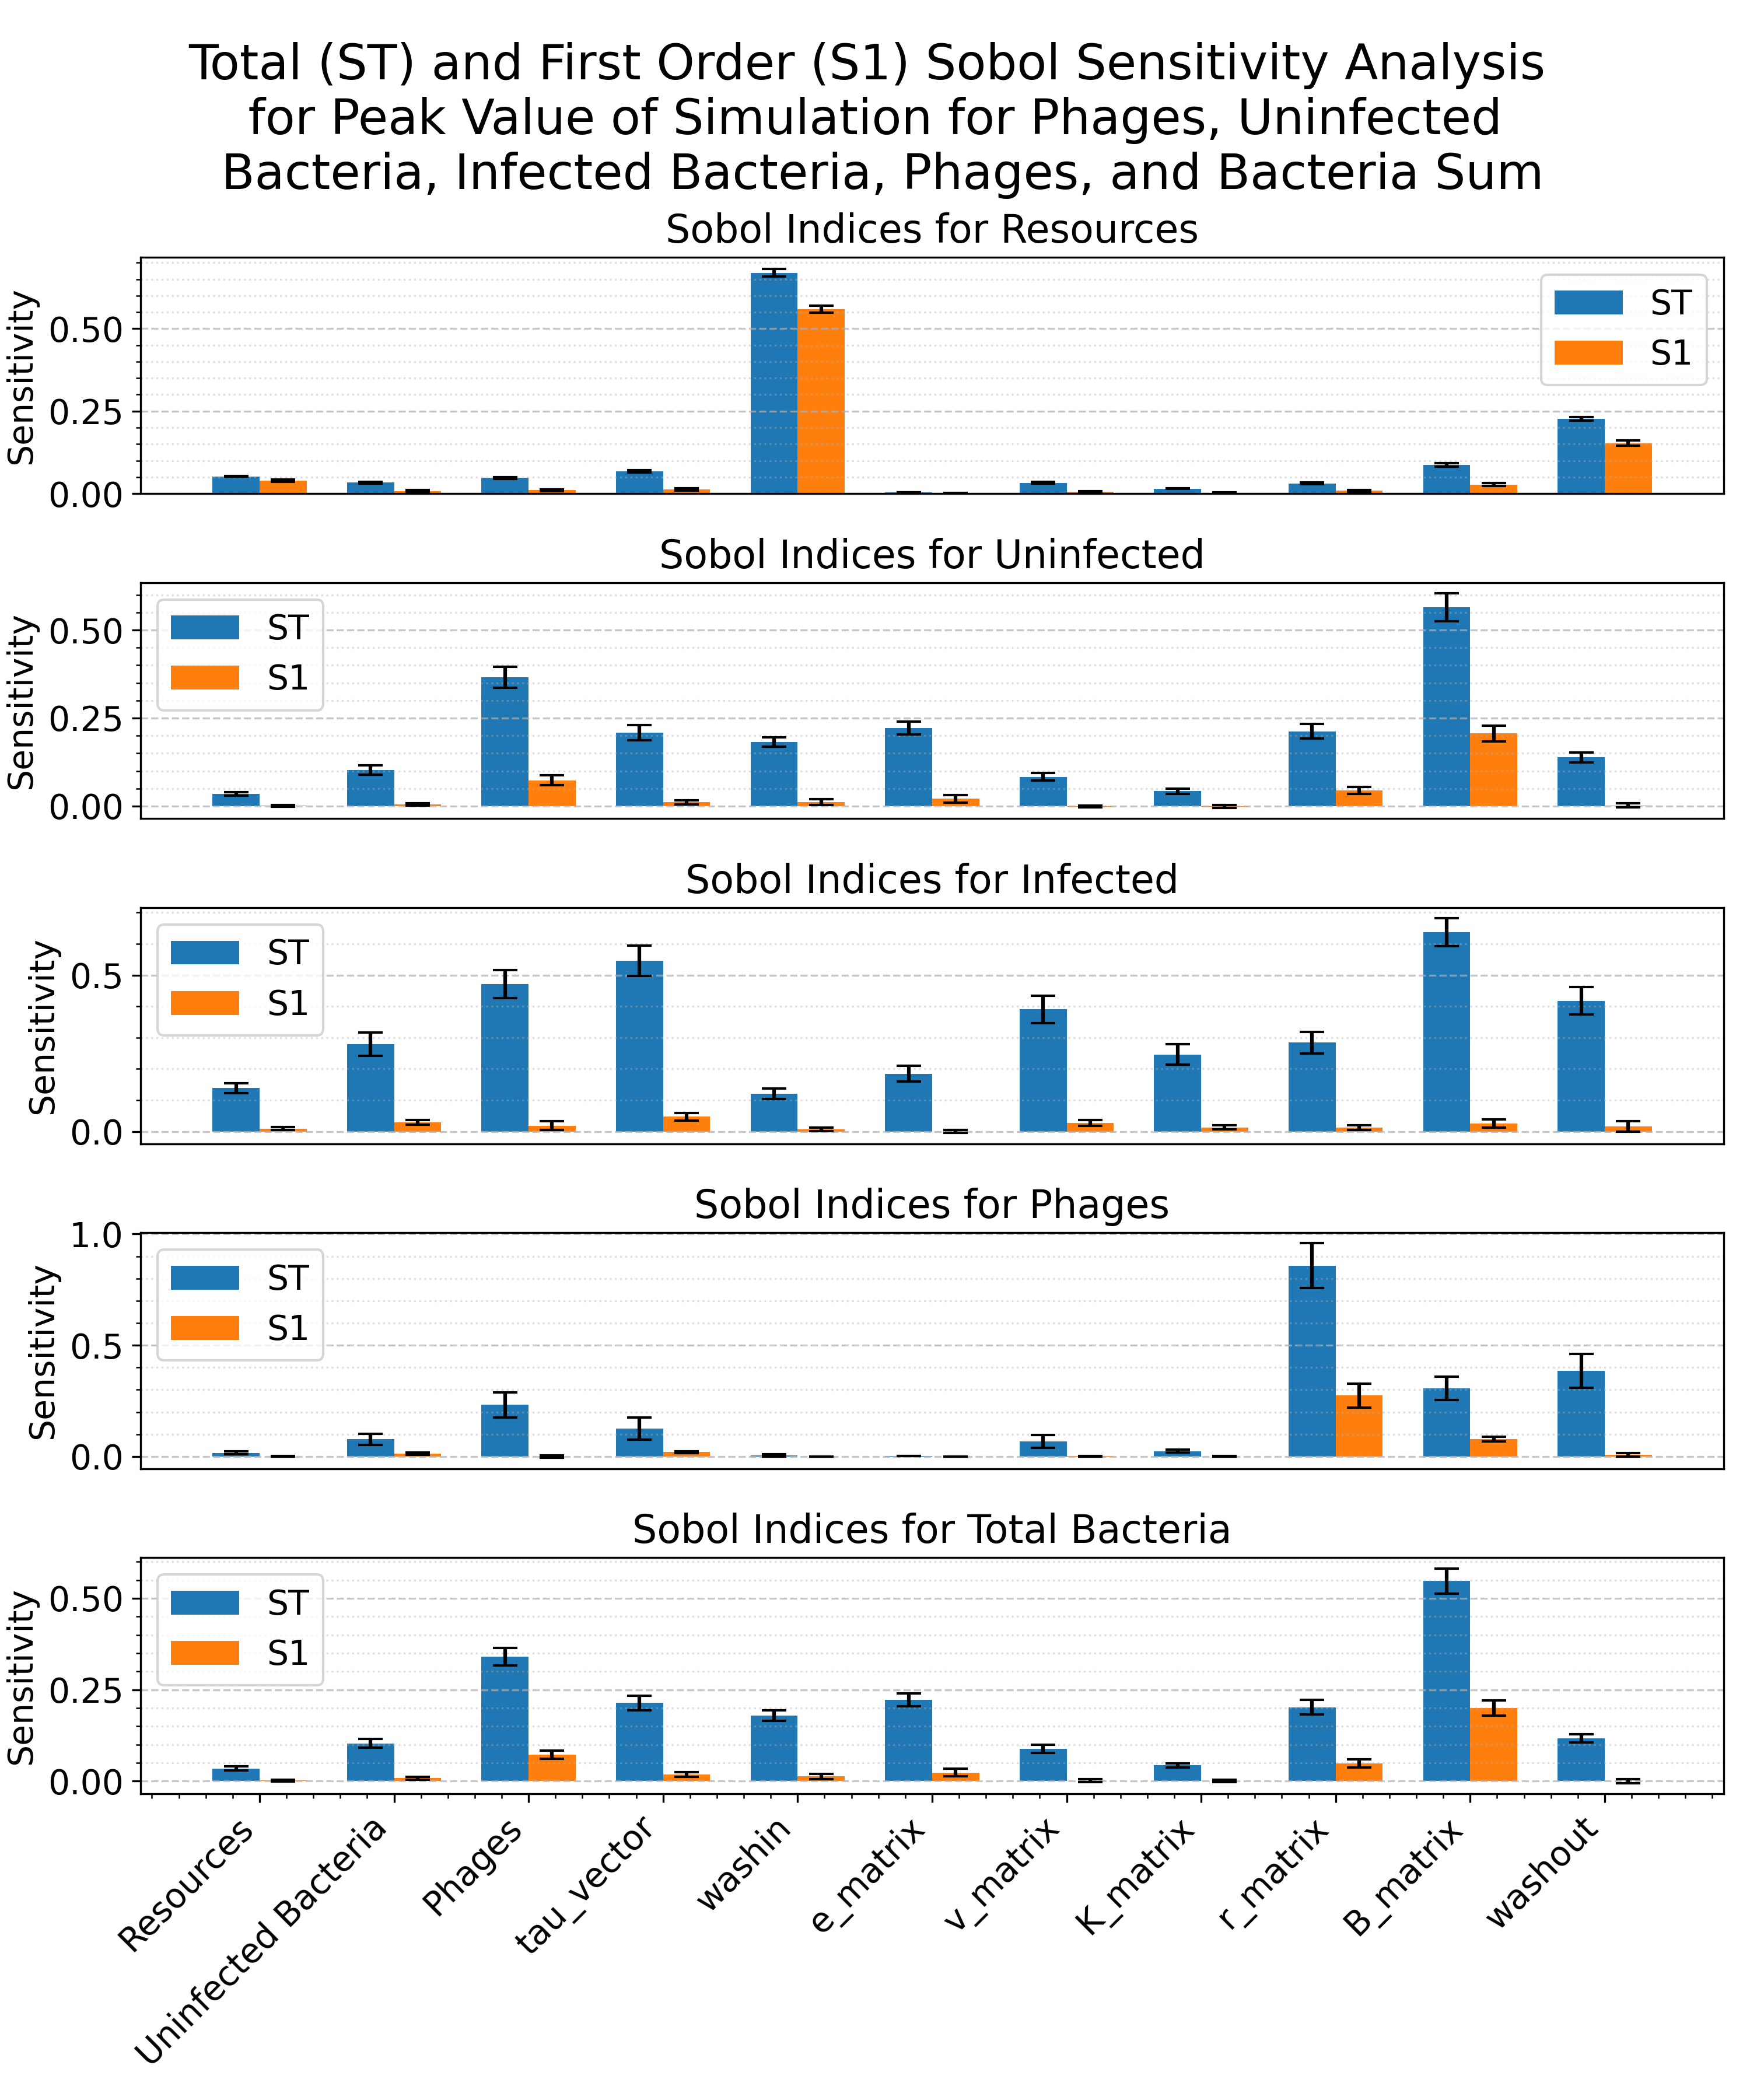 Total (ST) and First Order (S1) Sobol Sensitivity Analysis
for Peak Value of Simulation for Phages, Uninfected
Bacteria, Infected Bacteria, Phages, and Bacteria Sum
Sobol Indices for Resources
Sensitivity
0.50
0.25
0.00
ST
S1
Sobol Indices for Uninfected
Sensitivity
0.50
0.25
0.00
ST
S1
Sobol Indices for Infected
Sensitivity
0.5
0.0
ST
S1
Sobol Indices for Phages
Sensitivity
1.0
0.5
0.0
ST
S1
Sobol Indices for Total Bacteria
Sensitivity
0.50
0.25
0.00
ST
S1
Resources
Uninfected Bacteria
Phages
tau_vector
washin
e_matrix
v_matrix
K_matrix
r_matrix
B_matrix
washout